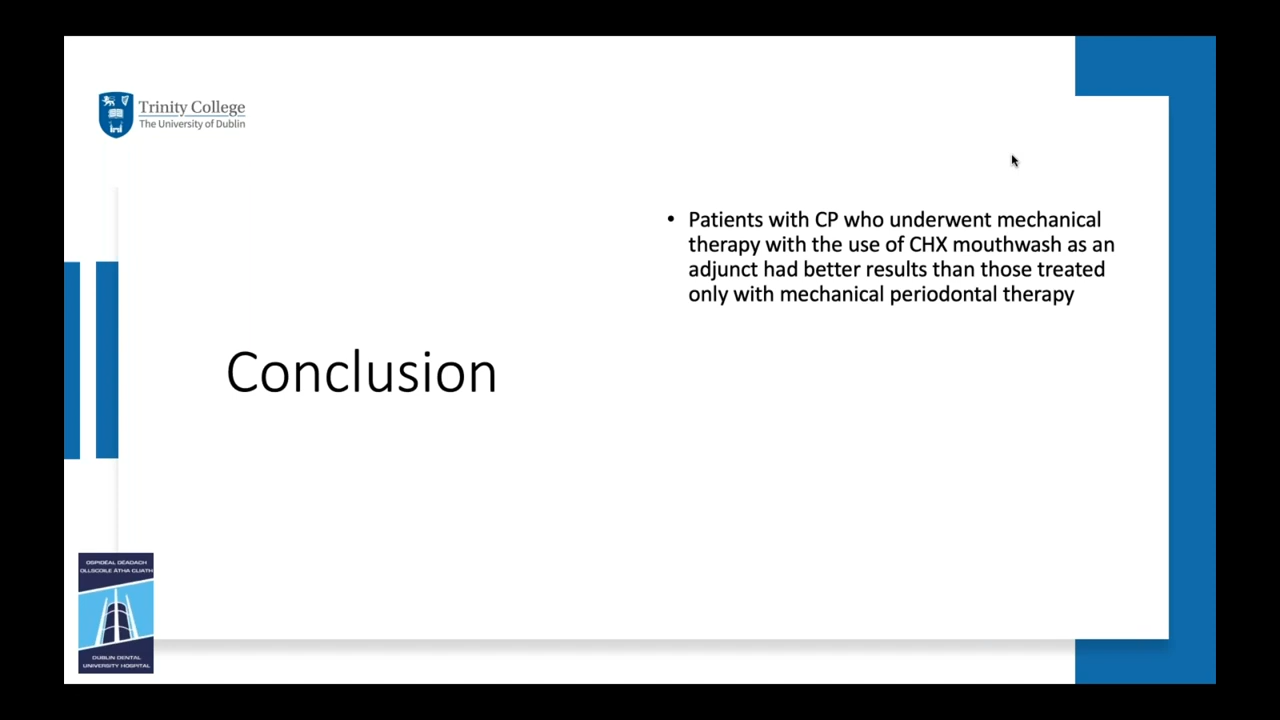 Trinity College
The University of Dublin
• Patients with CP who underwent mechanical
therapy with the use of CHX mouthwash as an
adjunct had better results than those treated
only with mechanical periodontal therapy
Conclusion
OSPIDÉAL DÉADACH
OLLSCOILE ÁTHA CLIATH
DUBLIN DENTAL
UNIVERSITY HOSPITAL